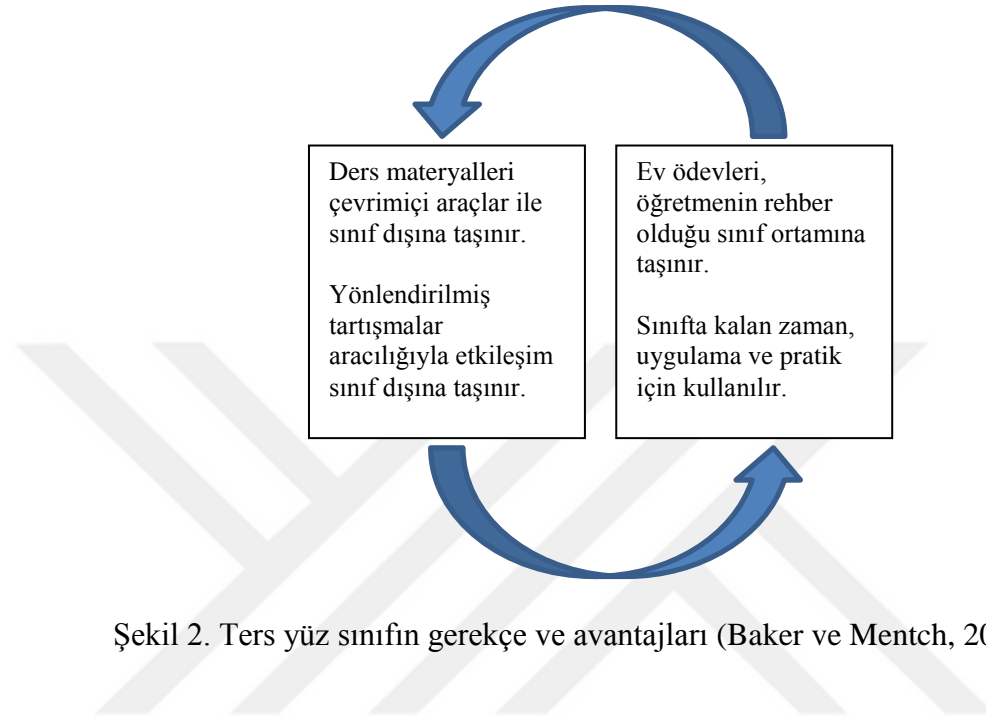 Ders materyalleri
çevrimiçi araçlar ile
sınıf dışına taşınır.
Yönlendirilmiş
tartışmalar
aracılığıyla etkileşim
sınıf dışına taşınır.
Ev ödevleri,
öğretmenin rehber
olduğu sınıf ortamına
taşınır.
Sınıfta kalan zaman,
uygulama ve pratik
için kullanılır.
Şekil 2. Ters yüz sınıfın gerekçe ve avantajları (Baker ve Mentch,